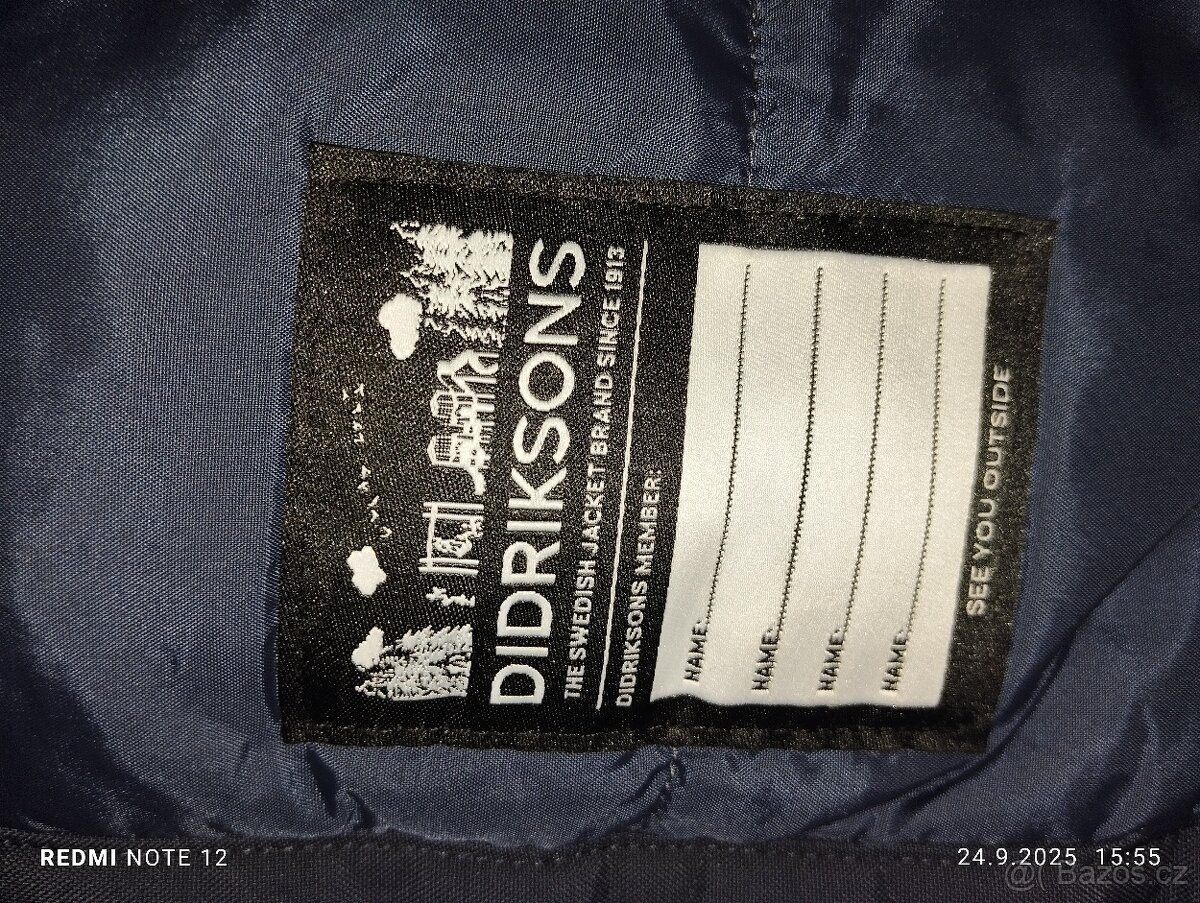 DIDRIKSONS
THE SWEDISH JACKET BRAND SINCE 1913
DIDRIKSONS MEMBER:
NAME:
NAME:
NAME:
NAME:
SEE YOU OUTSIDE
REDMI NOTE 12
24.9.2025 15:55
@( Bazos.cz